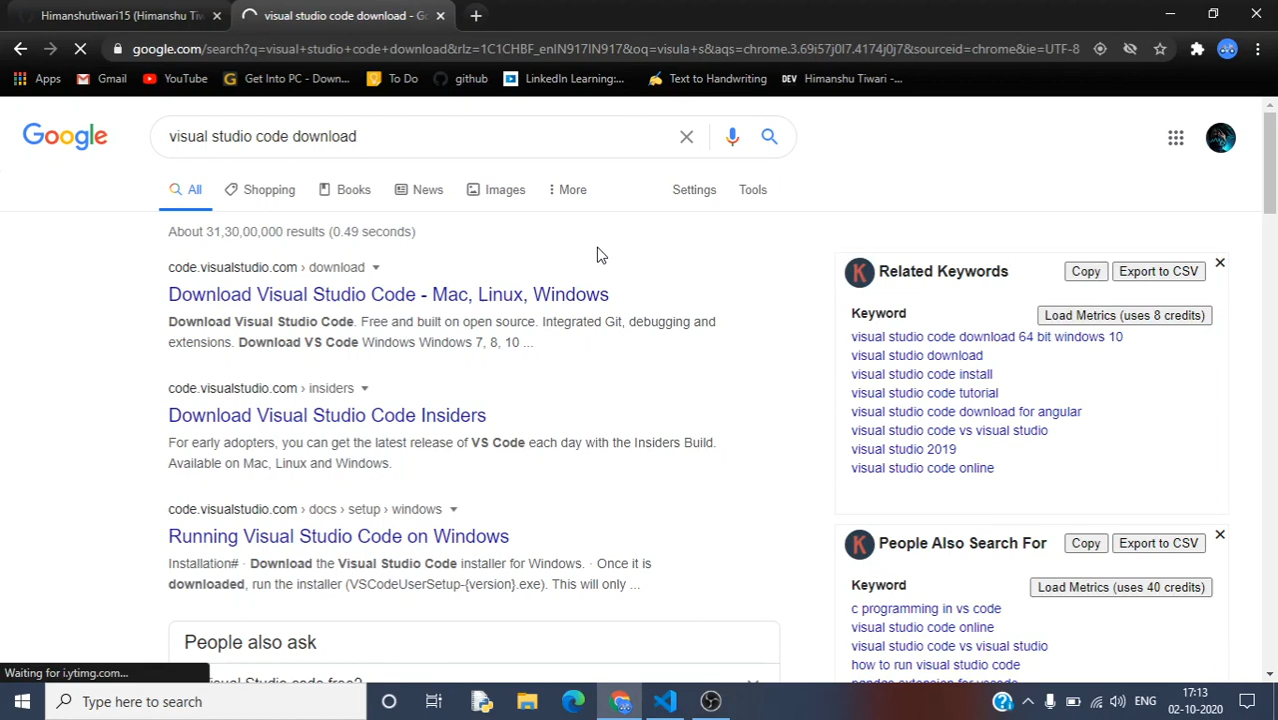 Himanshutiwari15 (Himanshu Tiw
visual studio code download - Go
google.com/search?q=visual+studio+code+download&rlz=1C1CHBF_enIN917IN917&oq=visula+s&aqs=chrome.3.69i57j0l7.4174j0j7&sourceid=chrome&ie=UTF-8
Apps
Gmail
YouTube
Get Into PC - Down...
To Do
github
LinkedIn Learning:...
Text to Handwriting
DEV Himanshu Tiwari -...
Google
visual studio code download
All
Shopping
Books
News
Images
More
Settings
Tools
About 31,30,00,000 results (0.49 seconds)
code.visualstudio.com › download
Download Visual Studio Code - Mac, Linux, Windows
Download Visual Studio Code. Free and built on open source. Integrated Git, debugging and
extensions. Download VS Code Windows Windows 7, 8, 10 ...
code.visualstudio.com › insiders
Download Visual Studio Code Insiders
For early adopters, you can get the latest release of VS Code each day with the Insiders Build.
Available on Mac, Linux and Windows.
code.visualstudio.com › docs › setup › windows
Running Visual Studio Code on Windows
Installation# · Download the Visual Studio Code installer for Windows. · Once it is
downloaded, run the installer (VSCodeUserSetup-{version}.exe). This will only ...
People also ask
K Related Keywords
Copy
Export to CSV
Keyword
Load Metrics (uses 8 credits)
visual studio code download 64 bit windows 10
visual studio download
visual studio code install
visual studio code tutorial
visual studio code download for angular
visual studio code vs visual studio
visual studio 2019
visual studio code online
K People Also Search For
Copy
Export to CSV
Keyword
Load Metrics (uses 40 credits)
c programming in vs code
visual studio code online
visual studio code vs visual studio
how to run visual studio code
Waiting for i.ytimg.com...
Type here to search
ENG
17:13
02-10-2020